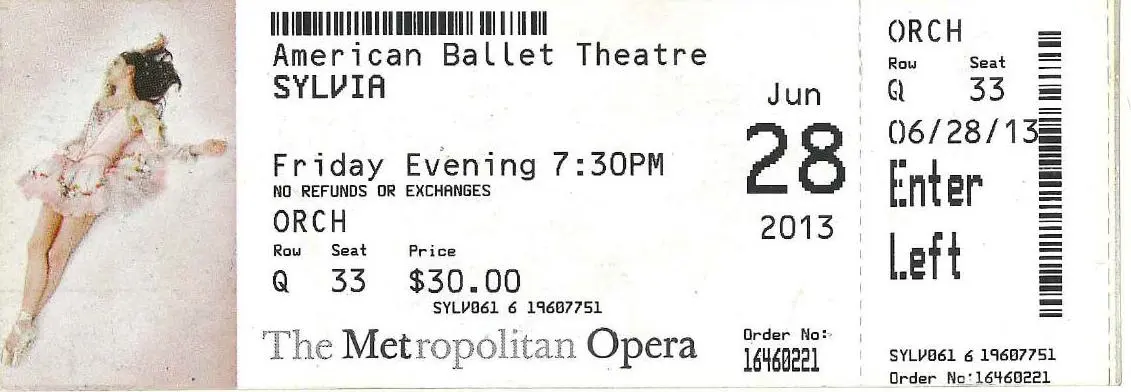 American Ballet Theatre
SYLVIA
Friday Evening 7:30PM
NO REFUNDS OR EXCHANGES
ORCH
Row Seat Price
Q 33 $30.00
SYLV061 6 19607751
The Metropolitan Opera
Jun
28
2013
Order No:
16460221
ORCH
Row Seat
Q 33
06/28/13
Enter
Left
SYLV061 6 19607751
Order No:16460221